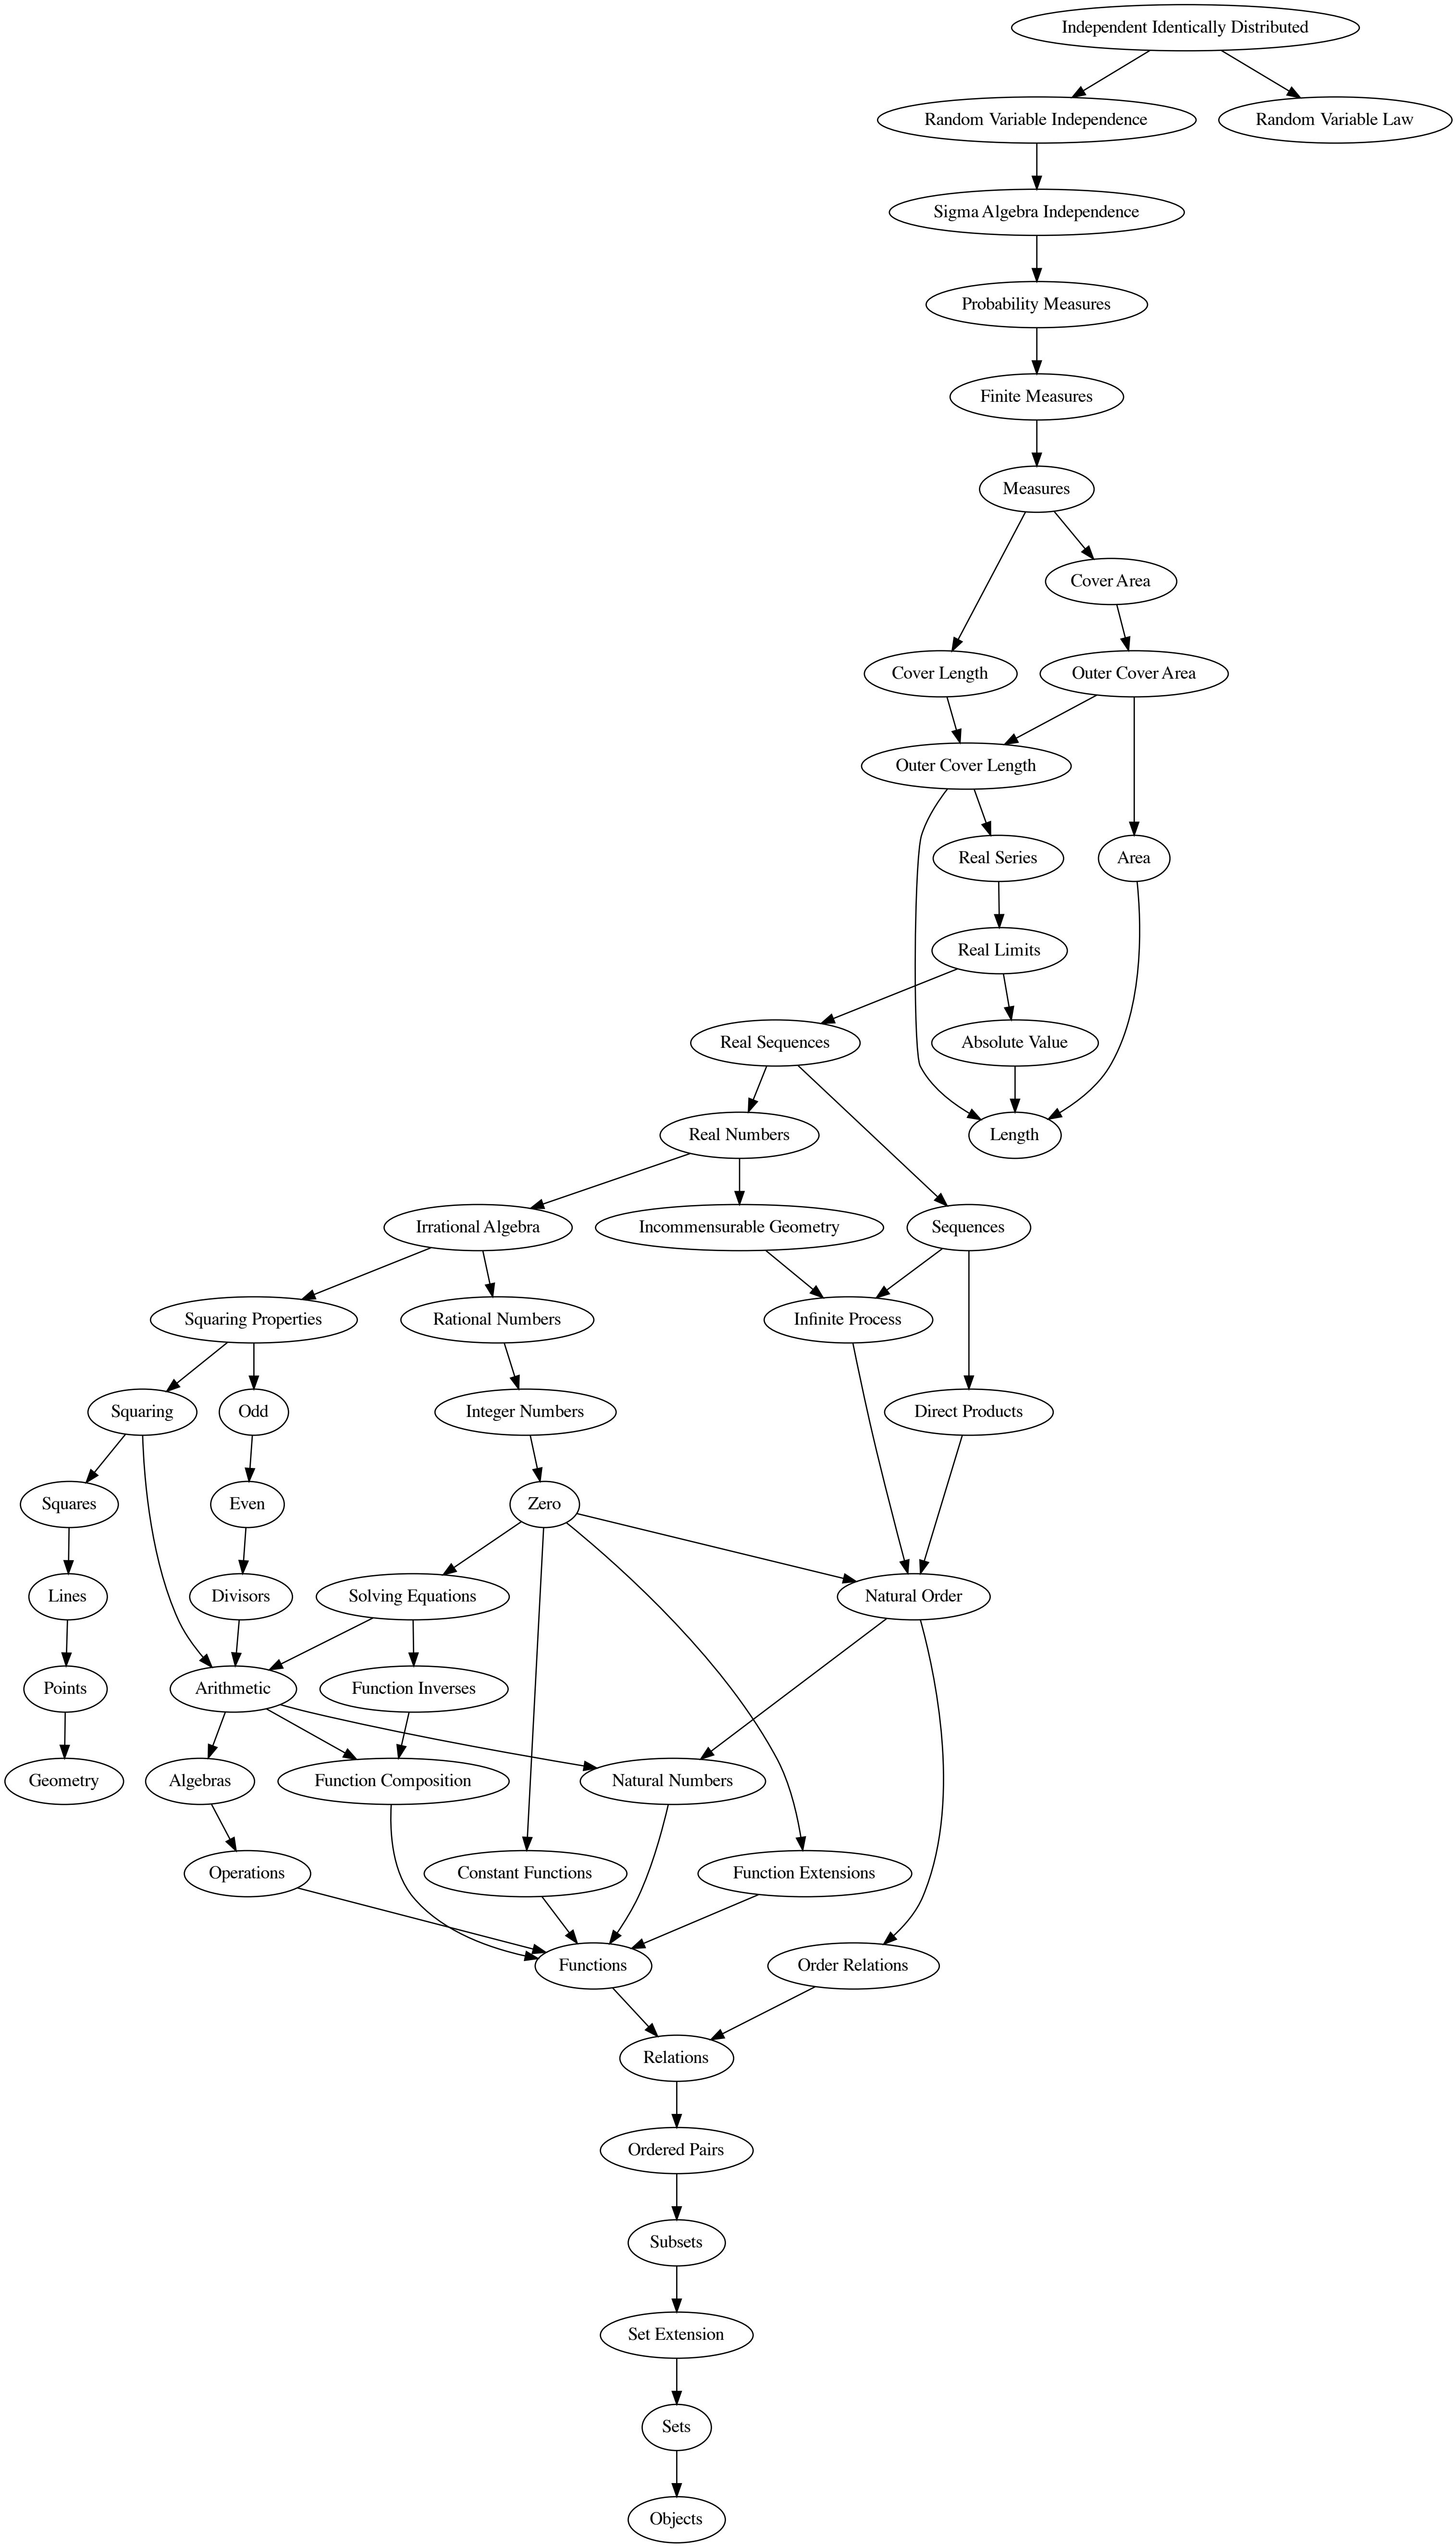 Independent Identically Distributed
Random Variable Independence
Random Variable Law
Sigma Algebra Independence
Probability Measures
Finite Measures
Measures
Cover Area
Cover Length
Outer Cover Area
Outer Cover Length
Real Series
Area
Real Limits
Real Sequences
Absolute Value
Real Numbers
Length
Irrational Algebra
Incommensurable Geometry
Sequences
Squaring Properties
Rational Numbers
Infinite Process
Squaring
Odd
Integer Numbers
Direct Products
Squares
Even
Zero
Lines
Divisors
Solving Equations
Natural Order
Points
Arithmetic
Function Inverses
Geometry
Algebras
Function Composition
Natural Numbers
Operations
Constant Functions
Function Extensions
Functions
Order Relations
Relations
Ordered Pairs
Subsets
Set Extension
Sets
Objects